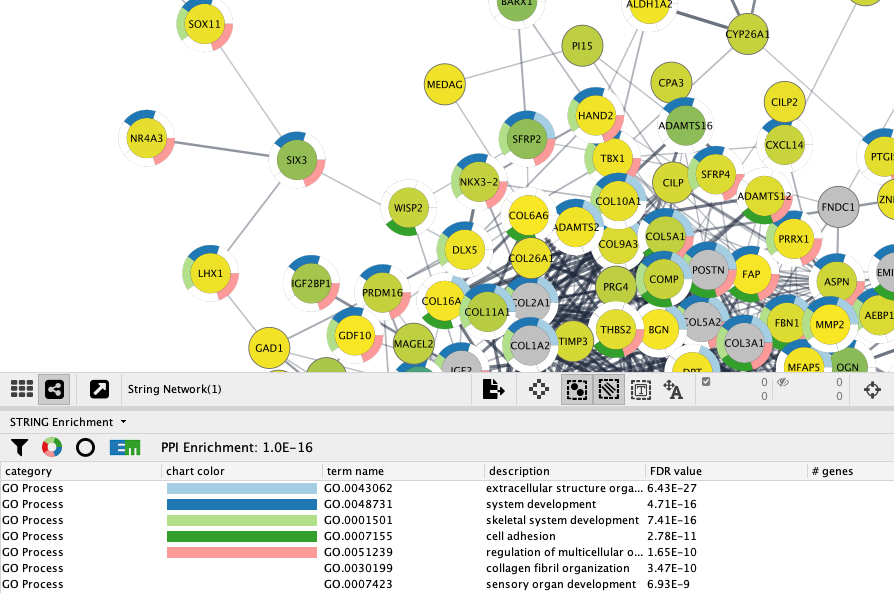 BARX1
ALDH1A2
SOX11
CYP26A1
PI15
MEDAG
CPA3
CILP2
HAND2
ADAMTS16
NR4A3
SFRP2
CXCL14
SIX3
TBX1
PTGI
NKX3-2
CILP
SFRP4
ADAMTS12
COL10A1
WISP2
COL6A6
FNDC1
ZN
ADAMTS2
COL5A1
PRRX1
DLX5
COL9A3
COL26A1
LHX1
POSTN
FAP
EMI
COMP
IGF2BP1
PRG4
ASPN
PRDM16
COL16A
COL2A1
COL11A1
AEBP1
COL5A2
FBN1
MMP2
GDF10
THBS2
BGN
MAGEL2
COL1A2
TIMP3
COL3A1
GAD1
IGF2
DPT
MFAP5
OGN
String Network(1)
0
0
0
0
STRING Enrichment
PPI Enrichment: 1.0E-16
category chart color term name description FDR value # genes
GO Process GO.0043062 extracellular structure orga... 6.43E-27
GO Process GO.0048731 system development 4.71E-16
GO Process GO.0001501 skeletal system development 7.41E-16
GO Process GO.0007155 cell adhesion 2.78E-11
GO Process GO.0051239 regulation of multicellular o... 1.65E-10
GO Process GO.0030199 collagen fibril organization 3.47E-10
GO Process GO.0007423 sensory organ development 6.93E-9